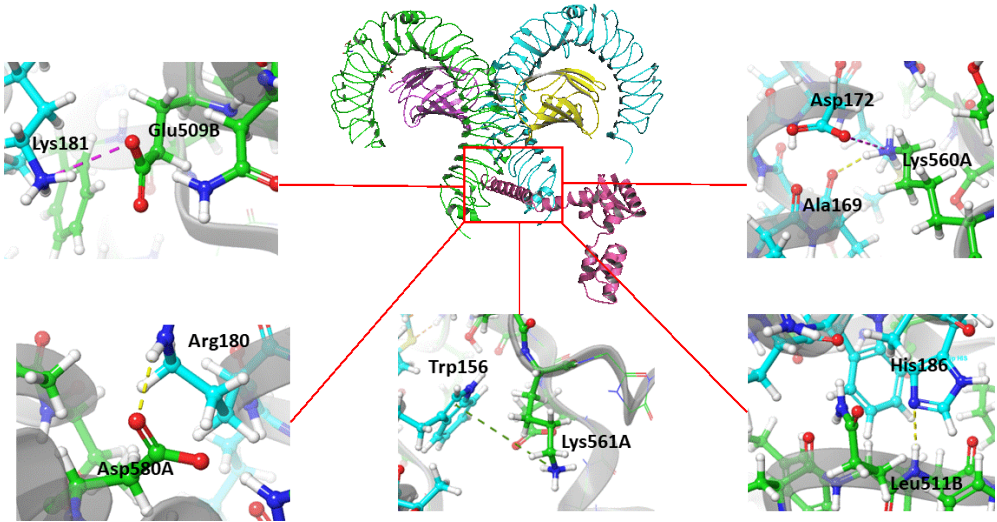 Lys181
Glu509B
Asp172
Lys560A
Ala169
Arg180
Asp580A
Trp156
Lys561A
His186
Leu511B